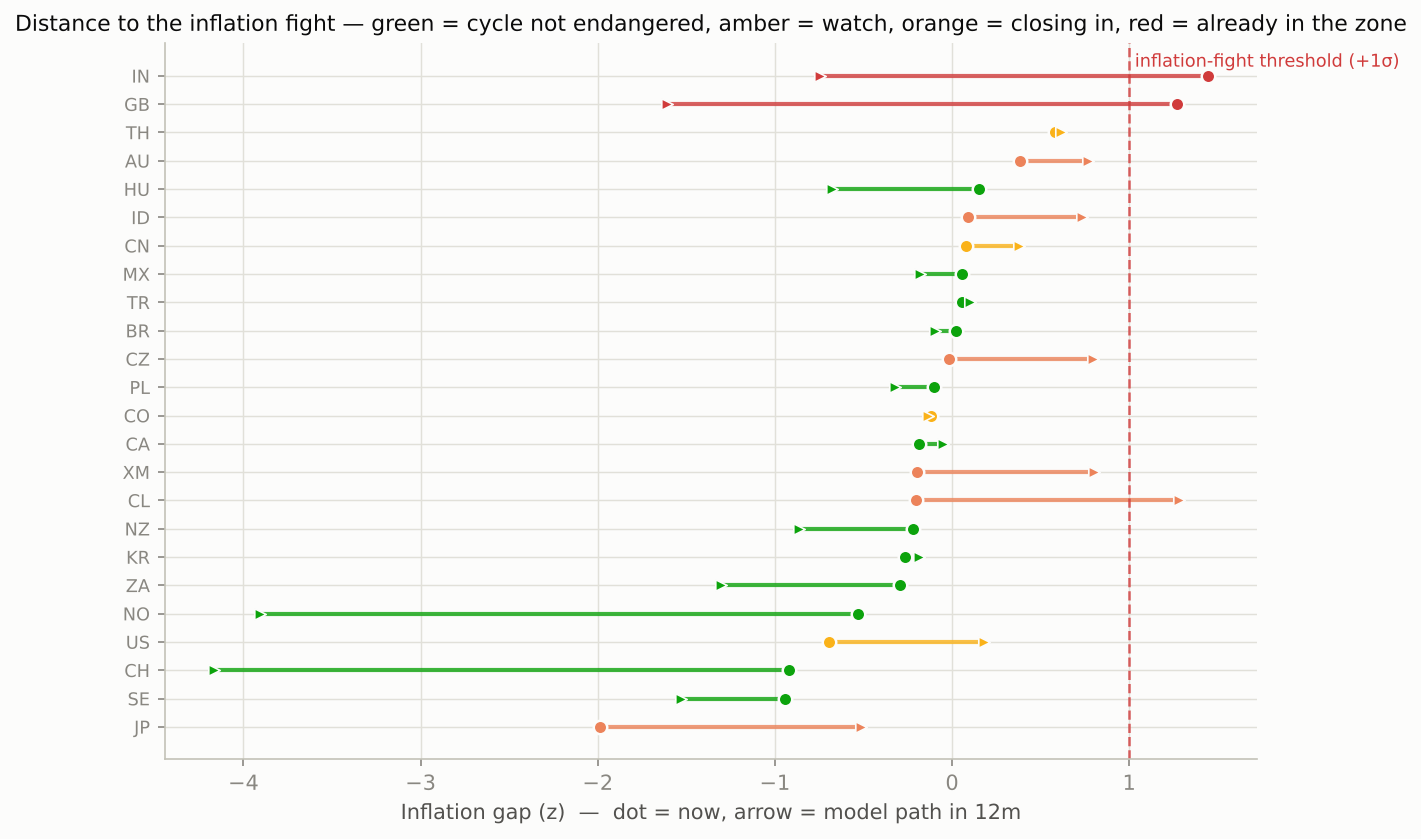 Distance to the inflation fight — green = cycle not endangered, amber = watch, orange = closing in, red = already in the zone
inflation-fight threshold (+1σ)
IN
GB
TH
AU
HU
ID
CN
MX
TR
BR
CZ
PL
CO
CA
XM
CL
NZ
KR
ZA
NO
US
CH
SE
JP
−4 −3 −2 −1 0 1
Inflation gap (z) — dot = now, arrow = model path in 12m